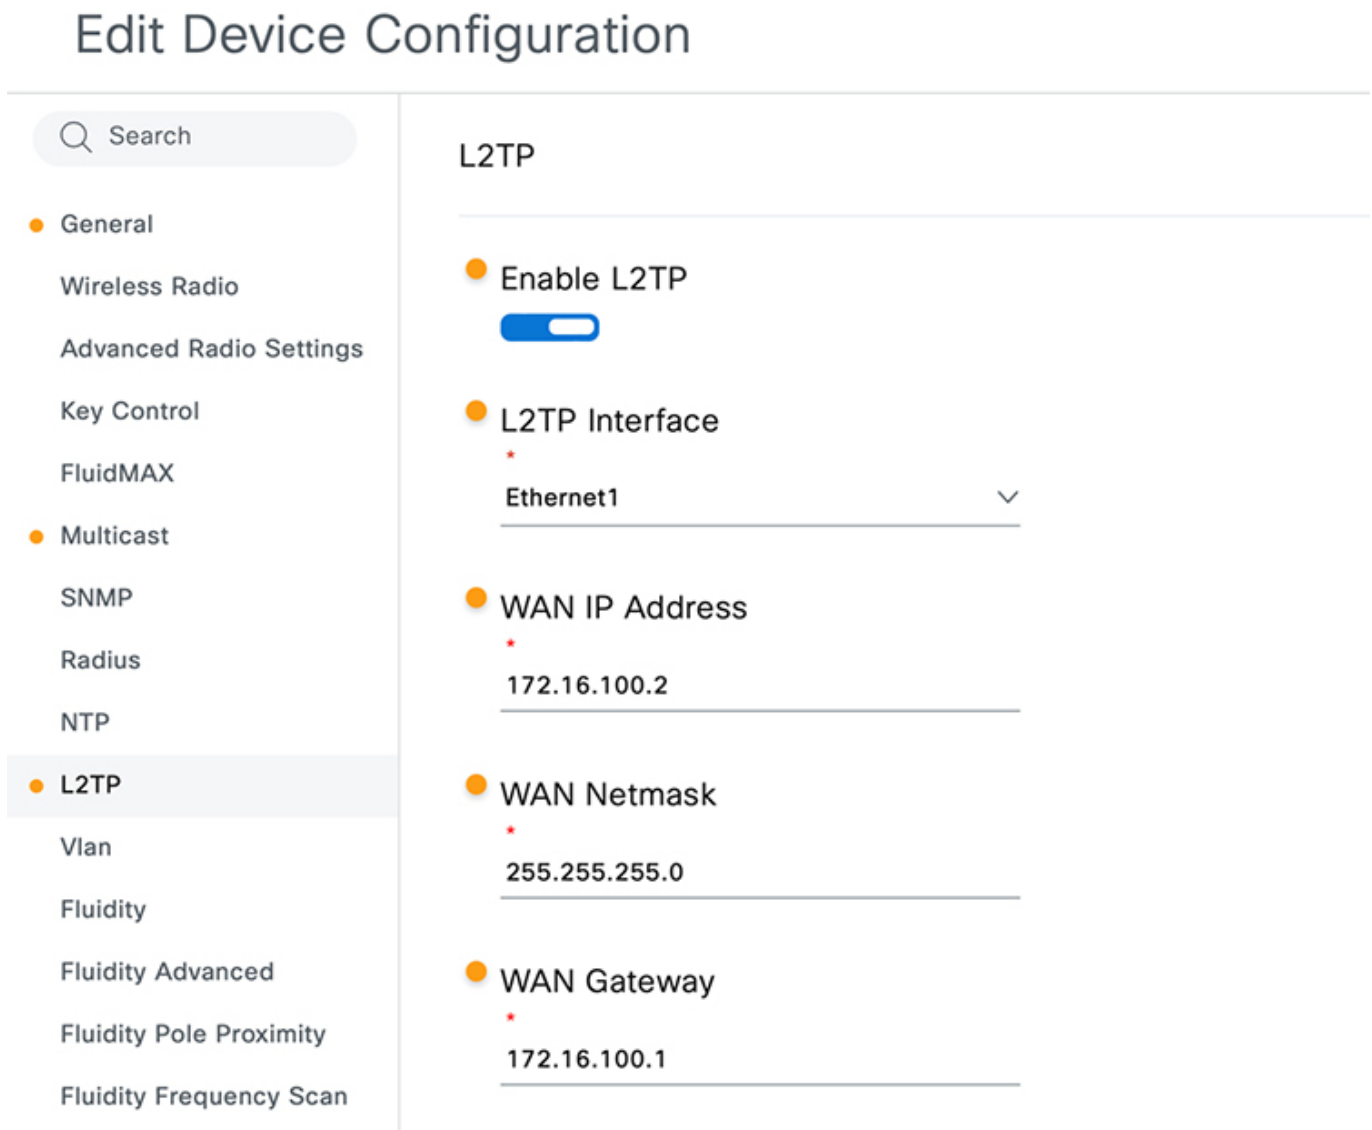 Edit Device Configuration
Search
General
Wireless Radio
Advanced Radio Settings
Key Control
FluidMAX
Multicast
SNMP
Radius
NTP
L2TP
Vlan
Fluidity
Fluidity Advanced
Fluidity Pole Proximity
Fluidity Frequency Scan
L2TP
Enable L2TP
L2TP Interface
*
Ethernet1
WAN IP Address
*
172.16.100.2
WAN Netmask
*
255.255.255.0
WAN Gateway
*
172.16.100.1